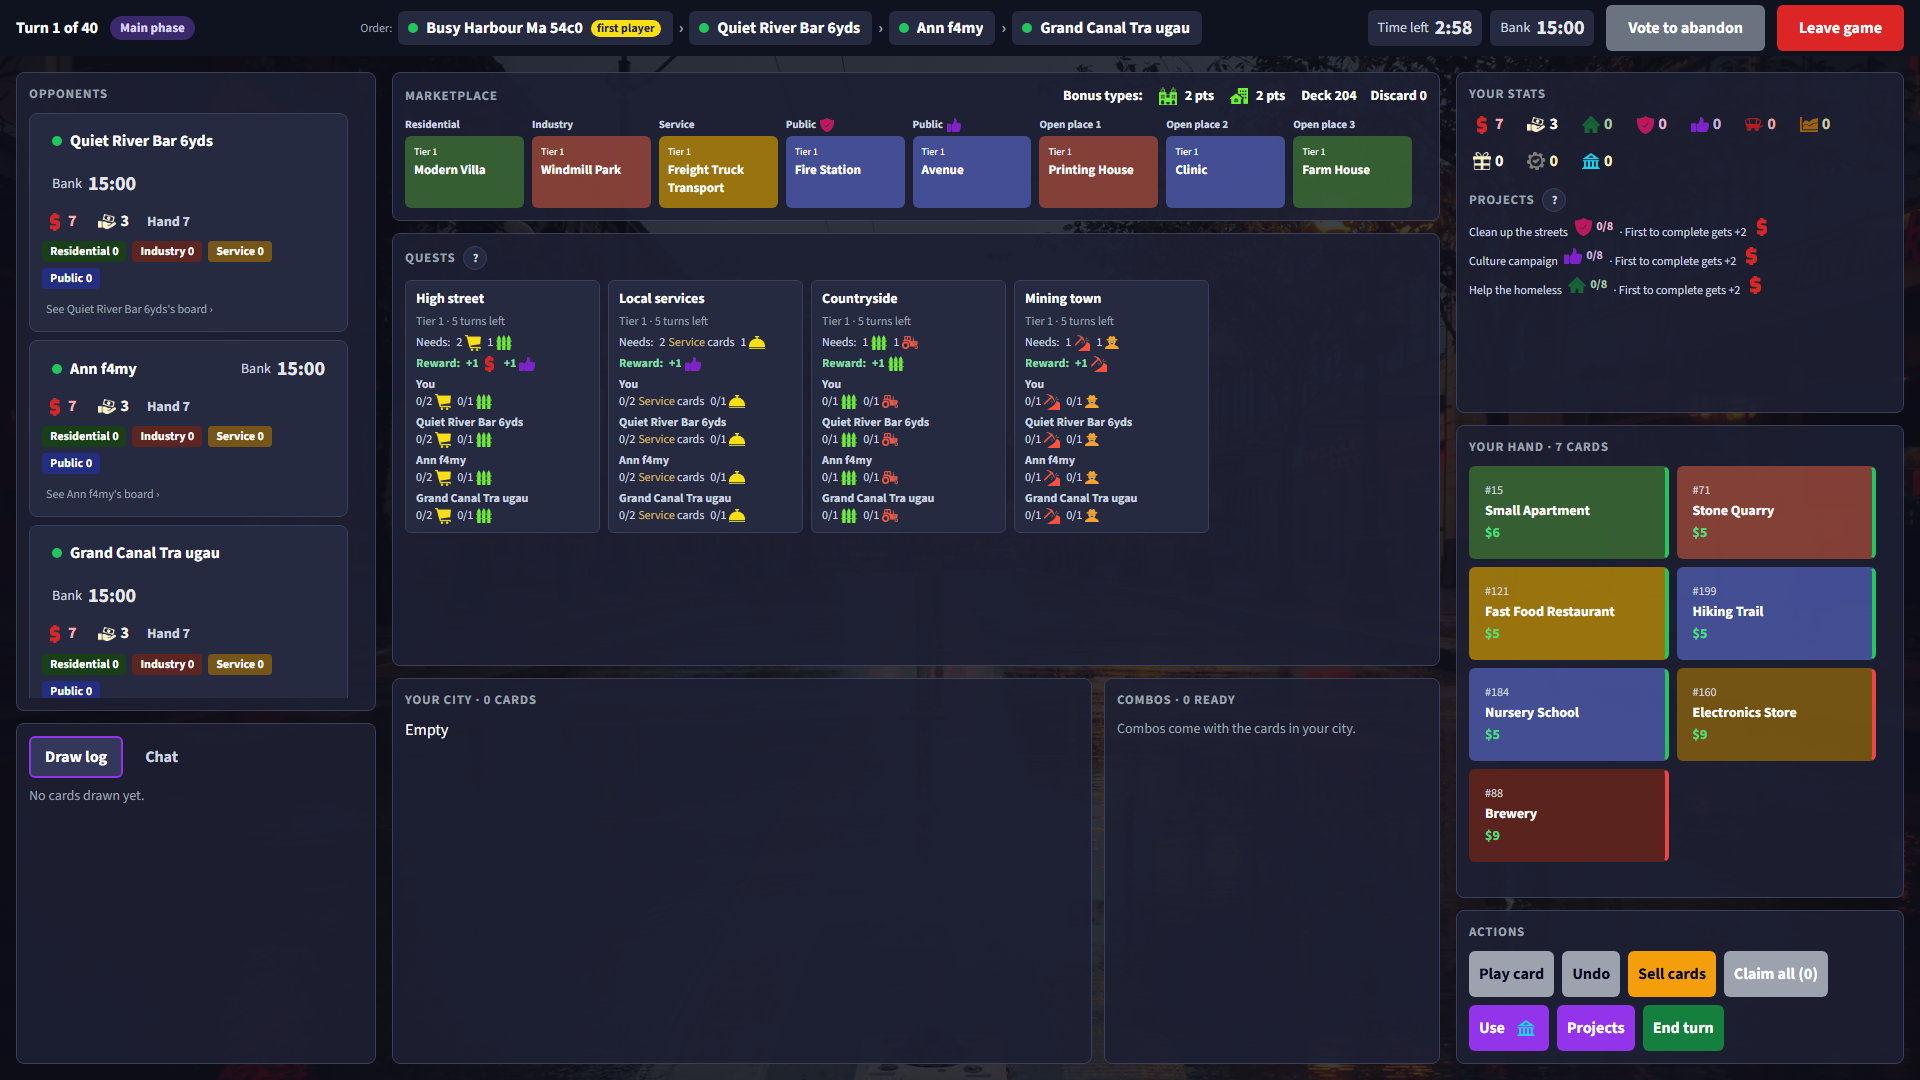 Turn 1 of 40 Main phase Order: Busy Harbour Ma 54c0 first player › Quiet River Bar 6yds › Ann f4my › Grand Canal Tra ugau Time left 2:58 Bank 15:00 Vote to abandon Leave game
OPPONENTS
Quiet River Bar 6yds
Bank 15:00
7 3 Hand 7
Residential 0 Industry 0 Service 0
Public 0
See Quiet River Bar 6yds's board ›
Ann f4my Bank 15:00
7 3 Hand 7
Residential 0 Industry 0 Service 0
Public 0
See Ann f4my's board ›
Grand Canal Tra ugau
Bank 15:00
7 3 Hand 7
Residential 0 Industry 0 Service 0
Public 0
Draw log Chat
No cards drawn yet.
MARKETPLACE Bonus types: 2 pts 2 pts Deck 204 Discard 0
Residential Industry Service Public Public Open place 1 Open place 2 Open place 3
Tier 1 Tier 1 Tier 1 Tier 1 Tier 1 Tier 1 Tier 1 Tier 1
Modern Villa Windmill Park Freight Truck Fire Station Avenue Printing House Clinic Farm House
Transport
QUESTS ?
High street Local services Countryside Mining town
Tier 1 · 5 turns left Tier 1 · 5 turns left Tier 1 · 5 turns left Tier 1 · 5 turns left
Needs: 2 1 Needs: 2 Service cards 1 Needs: 1 1 Needs: 1 1
Reward: +1 +1 Reward: +1 Reward: +1 Reward: +1
You You You You
0/2 0/1 0/2 Service cards 0/1 0/1 0/1 0/1 0/1
Quiet River Bar 6yds Quiet River Bar 6yds Quiet River Bar 6yds Quiet River Bar 6yds
0/2 0/1 0/2 Service cards 0/1 0/1 0/1 0/1 0/1
Ann f4my Ann f4my Ann f4my Ann f4my
0/2 0/1 0/2 Service cards 0/1 0/1 0/1 0/1 0/1
Grand Canal Tra ugau Grand Canal Tra ugau Grand Canal Tra ugau Grand Canal Tra ugau
0/2 0/1 0/2 Service cards 0/1 0/1 0/1 0/1 0/1
YOUR CITY · 0 CARDS
Empty
COMBOS · 0 READY
Combos come with the cards in your city.
YOUR STATS
7 3 0 0 0 0 0
0 0 0
PROJECTS ?
Clean up the streets 0/8 · First to complete gets +2
Culture campaign 0/8 · First to complete gets +2
Help the homeless 0/8 · First to complete gets +2
YOUR HAND · 7 CARDS
#15 #71
Small Apartment Stone Quarry
$6 $5
#121 #199
Fast Food Restaurant Hiking Trail
$5 $5
#184 #160
Nursery School Electronics Store
$5 $9
#88
Brewery
$9
ACTIONS
Play card Undo Sell cards Claim all (0)
Use Projects End turn